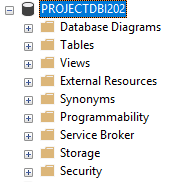 PROJECTDBI202
Database Diagrams
Tables
Views
External Resources
Synonyms
Programmability
Service Broker
Storage
Security